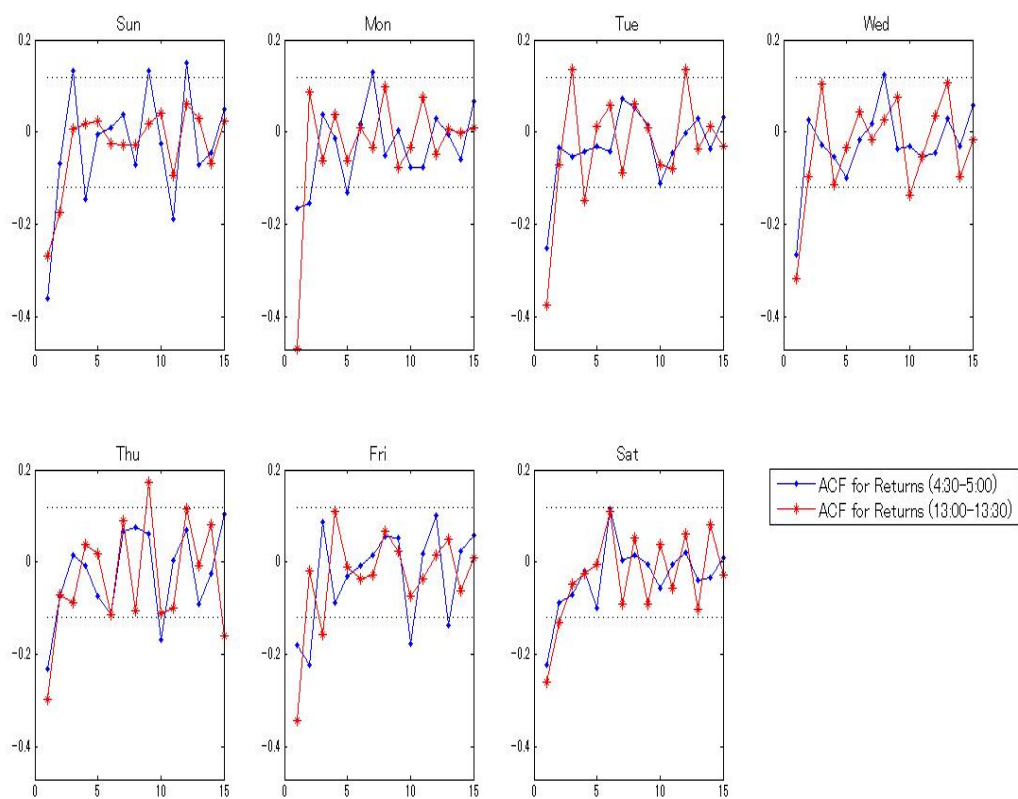 Sun Mon Tue Wed
0.2 0.2 0.2 0.2
0 0 0 0
-0.2 -0.2 -0.2 -0.2
-0.4 -0.4 -0.4 -0.4
0 5 10 15 0 5 10 15 0 5 10 15 0 5 10 15
Thu Fri Sat
0.2 0.2 0.2
ACF for Returns (4:30-5:00)
ACF for Returns (13:00-13:30)
0 0 0
-0.2 -0.2 -0.2
-0.4 -0.4 -0.4
0 5 10 15 0 5 10 15 0 5 10 15